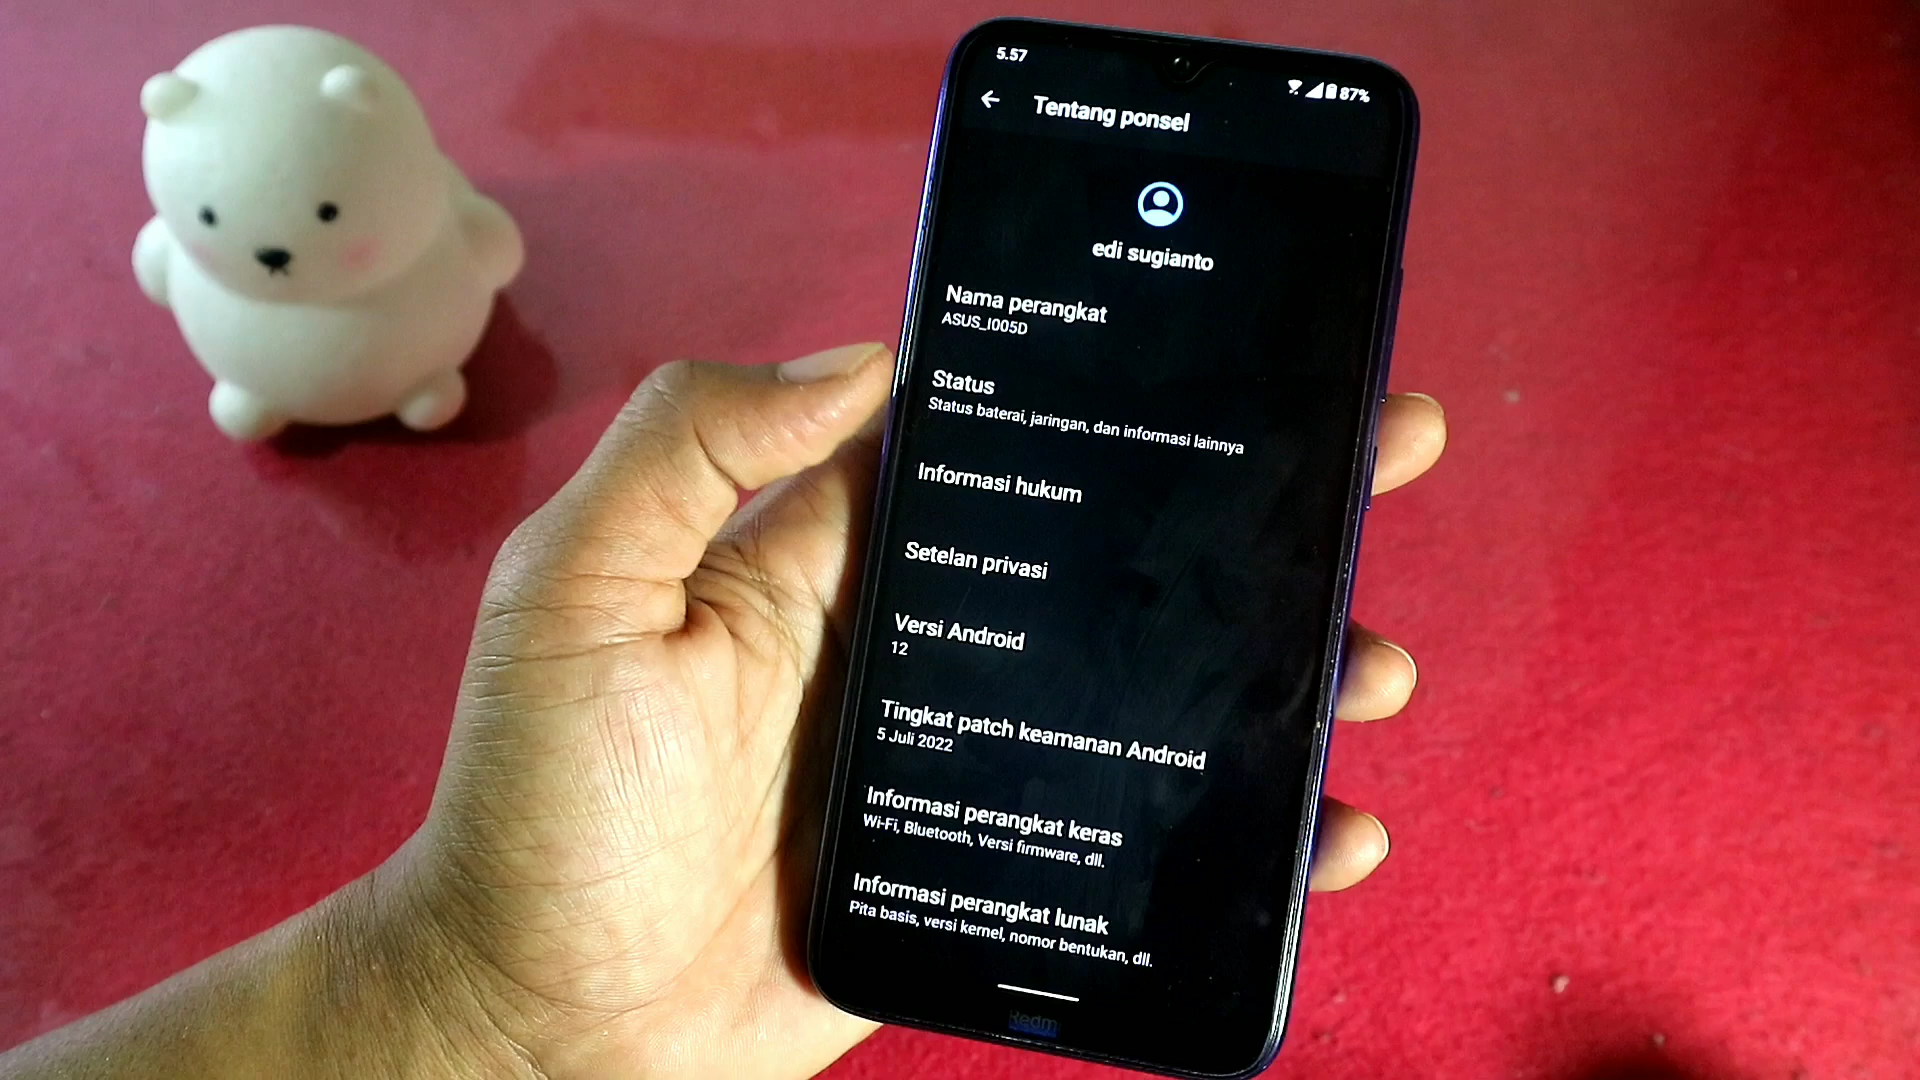 5.57
87%
Tentang ponsel
edi sugianto
Nama perangkat
ASUS_I005D
Status
Status baterai, jaringan, dan informasi lainnya
Informasi hukum
Setelan privasi
Versi Android
12
Tingkat patch keamanan Android
5 Juli 2022
Informasi perangkat keras
Wi-Fi, Bluetooth, Versi firmware, dll.
Informasi perangkat lunak
Pita basis, versi kernel, nomor bentukan, dll.
Redmi